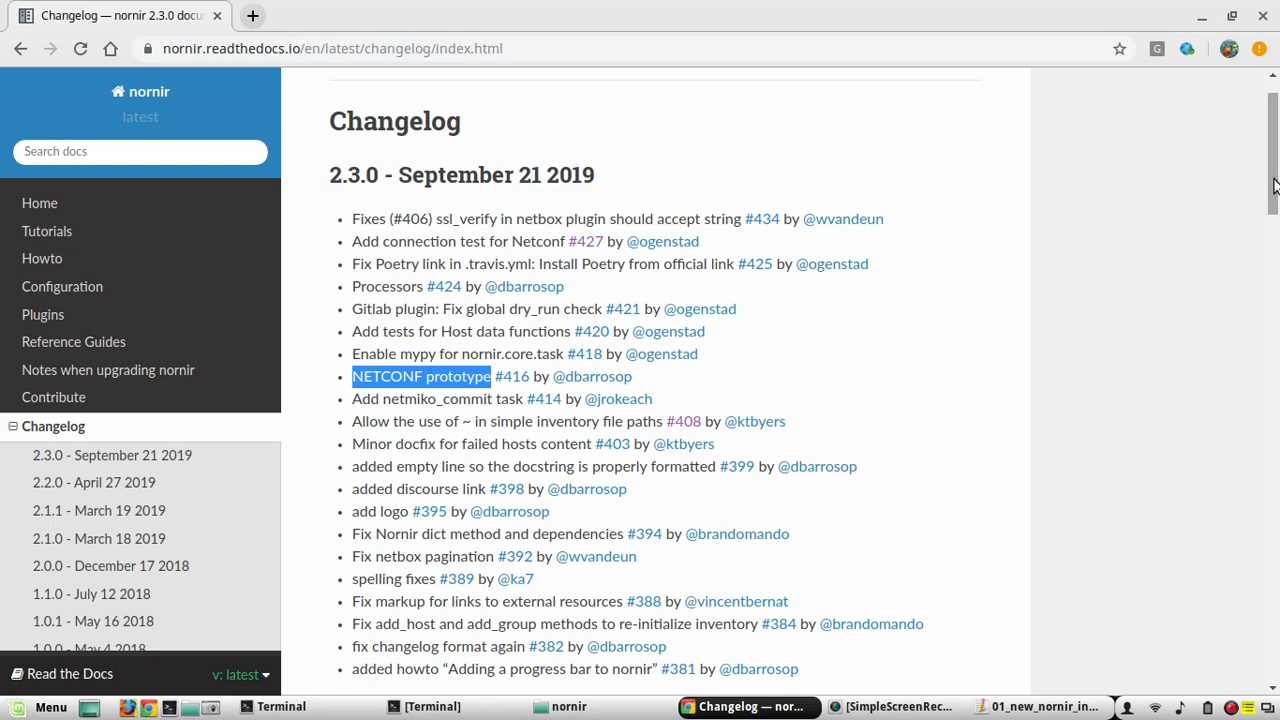 Changelog — nornir 2.3.0 docu
nornir.readthedocs.io/en/latest/changelog/index.html
nornir
latest
Search docs
Home
Tutorials
Howto
Configuration
Plugins
Reference Guides
Notes when upgrading nornir
Contribute
Changelog
2.3.0 - September 21 2019
2.2.0 - April 27 2019
2.1.1 - March 19 2019
2.1.0 - March 18 2019
2.0.0 - December 17 2018
1.1.0 - July 12 2018
1.0.1 - May 16 2018
1.0.0 - May 4 2018
Read the Docs v: latest
Changelog
2.3.0 - September 21 2019
• Fixes (#406) ssl_verify in netbox plugin should accept string #434 by @wvandeun
• Add connection test for Netconf #427 by @ogenstad
• Fix Poetry link in .travis.yml: Install Poetry from official link #425 by @ogenstad
• Processors #424 by @dbarrosop
• Gitlab plugin: Fix global dry_run check #421 by @ogenstad
• Add tests for Host data functions #420 by @ogenstad
• Enable mypy for nornir.core.task #418 by @ogenstad
• NETCONF prototype #416 by @dbarrosop
• Add netmiko_commit task #414 by @jrokeach
• Allow the use of ~ in simple inventory file paths #408 by @ktbyers
• Minor docfix for failed hosts content #403 by @ktbyers
• added empty line so the docstring is properly formatted #399 by @dbarrosop
• added discourse link #398 by @dbarrosop
• add logo #395 by @dbarrosop
• Fix Nornir dict method and dependencies #394 by @brandomando
• Fix netbox pagination #392 by @wvandeun
• spelling fixes #389 by @ka7
• Fix markup for links to external resources #388 by @vincentbernat
• Fix add_host and add_group methods to re-initialize inventory #384 by @brandomando
• fix changelog format again #382 by @dbarrosop
• added howto “Adding a progress bar to nornir” #381 by @dbarrosop
Menu Terminal [Terminal] nornir Changelog — nor... [SimpleScreenRec... 01_new_nornir_in...